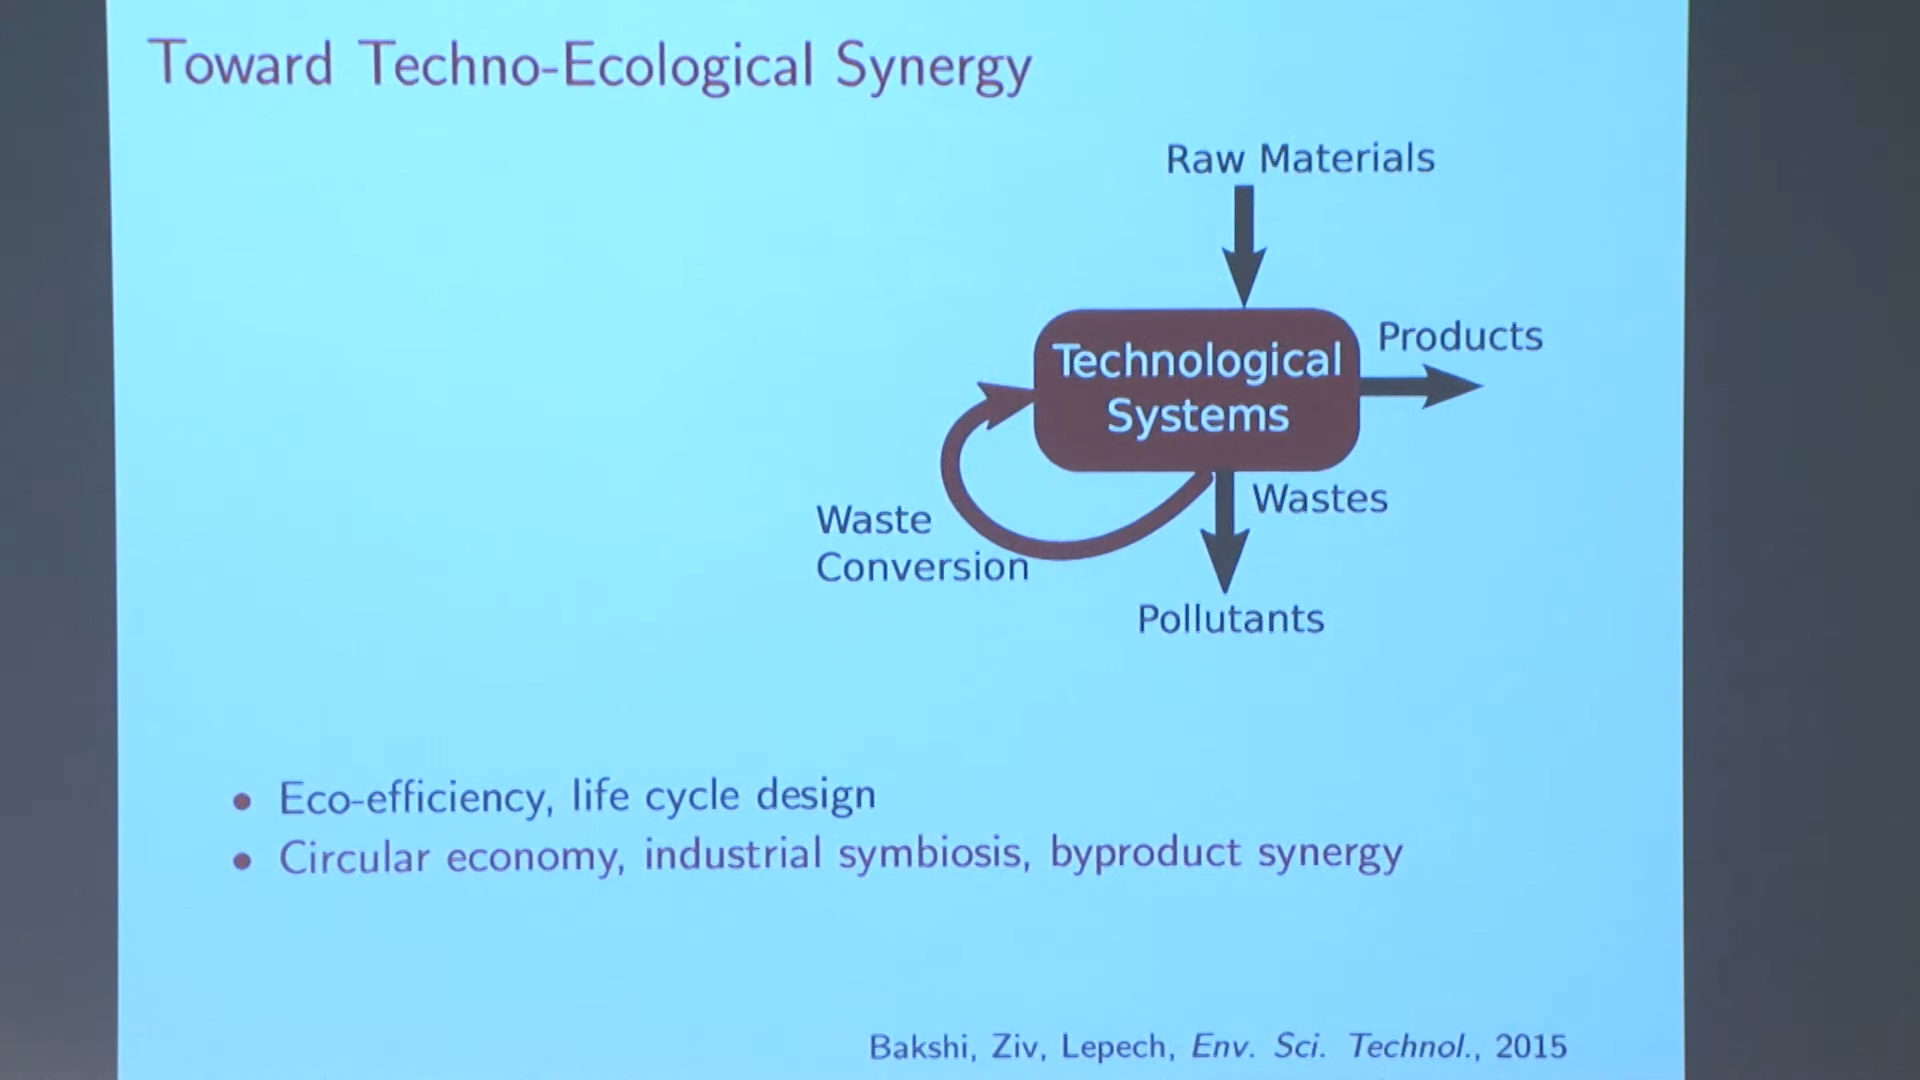 Toward Techno-Ecological Synergy
Raw Materials
Technological
Systems
Products
Waste
Conversion
Wastes
Pollutants
Eco-efficiency, life cycle design
Circular economy, industrial symbiosis, byproduct synergy
Bakshi, Ziv, Lepech, Env. Sci. Technol., 2015